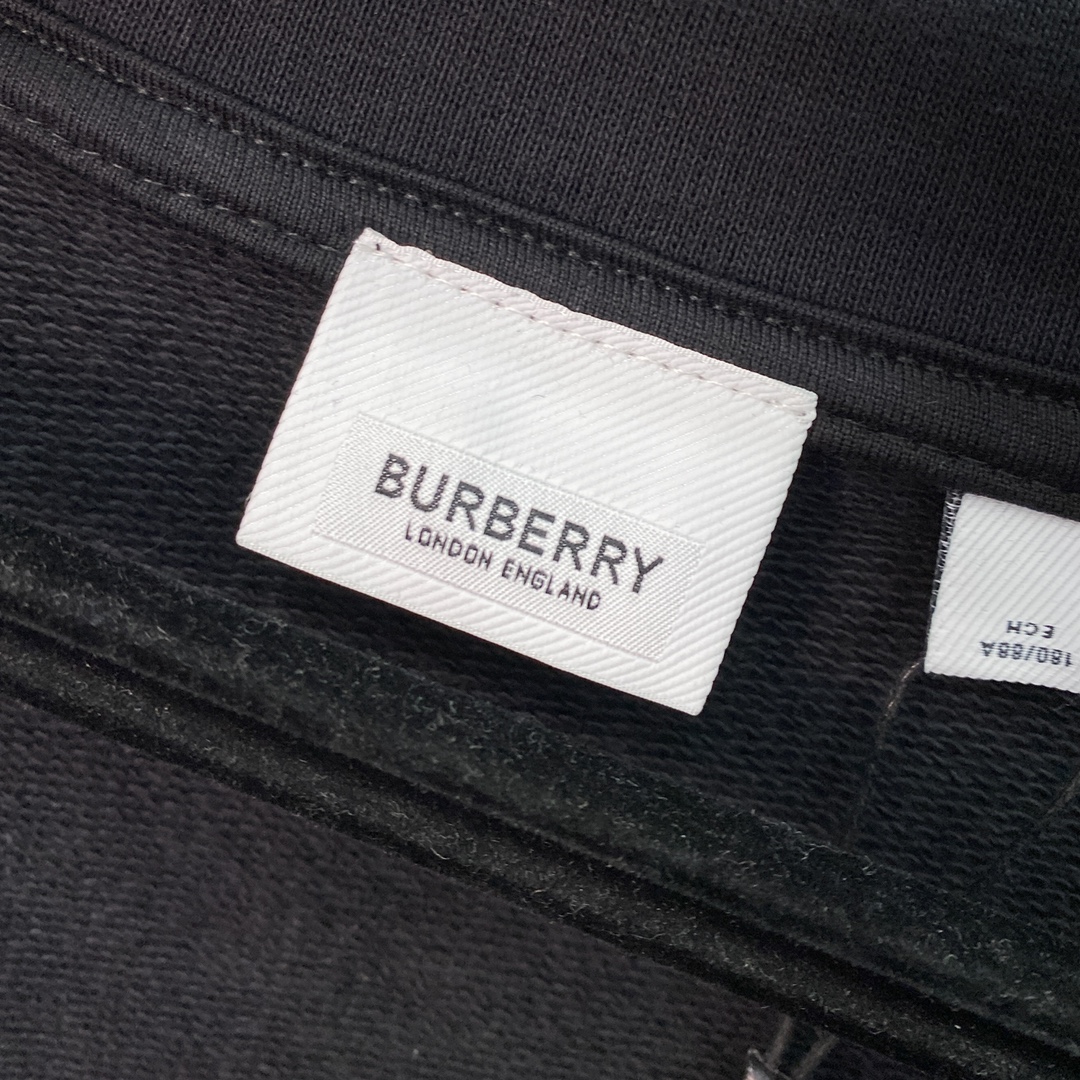 BURBERRY
LONDON ENGLAND
180/88A
ECH